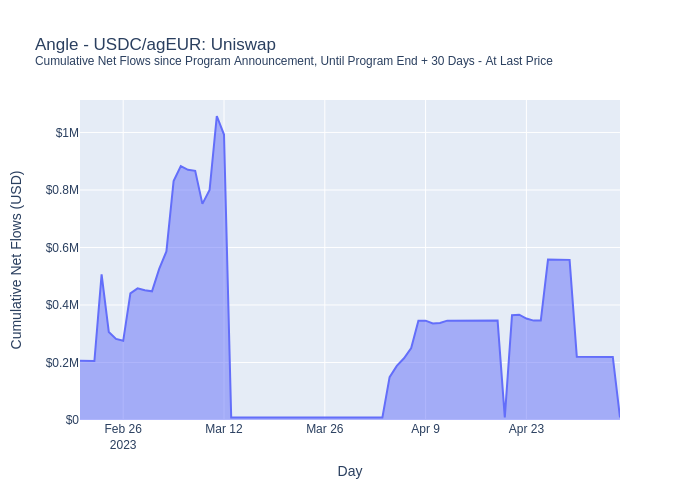 Angle - USDC/agEUR: Uniswap
Cumulative Net Flows since Program Announcement, Until Program End + 30 Days - At Last Price
Cumulative Net Flows (USD)
$1M
$0.8M
$0.6M
$0.4M
$0.2M
$0
Feb 26
2023
Mar 12
Mar 26
Apr 9
Apr 23
Day